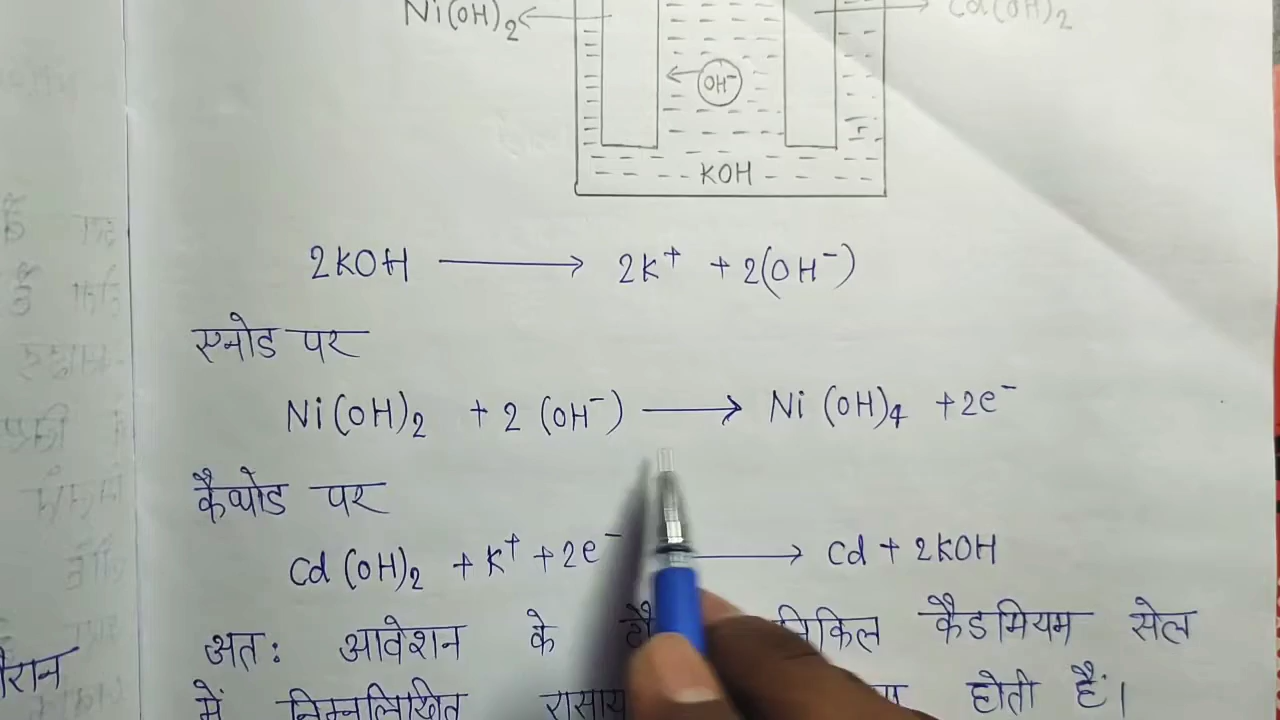 Ni(OH)₂ Cd(OH)₂
OH⁻
KOH
2KOH ⟶ 2K⁺ + 2(OH⁻)
एनोड पर
Ni(OH)₂ + 2(OH⁻) ⟶ Ni(OH)₄ + 2e⁻
कैथोड पर
Cd(OH)₂ + K⁺ + 2e⁻ ⟶ Cd + 2KOH
अतः आवेशन के निकिल कैडमियम सेल
में निम्नलिखित होती हैं।